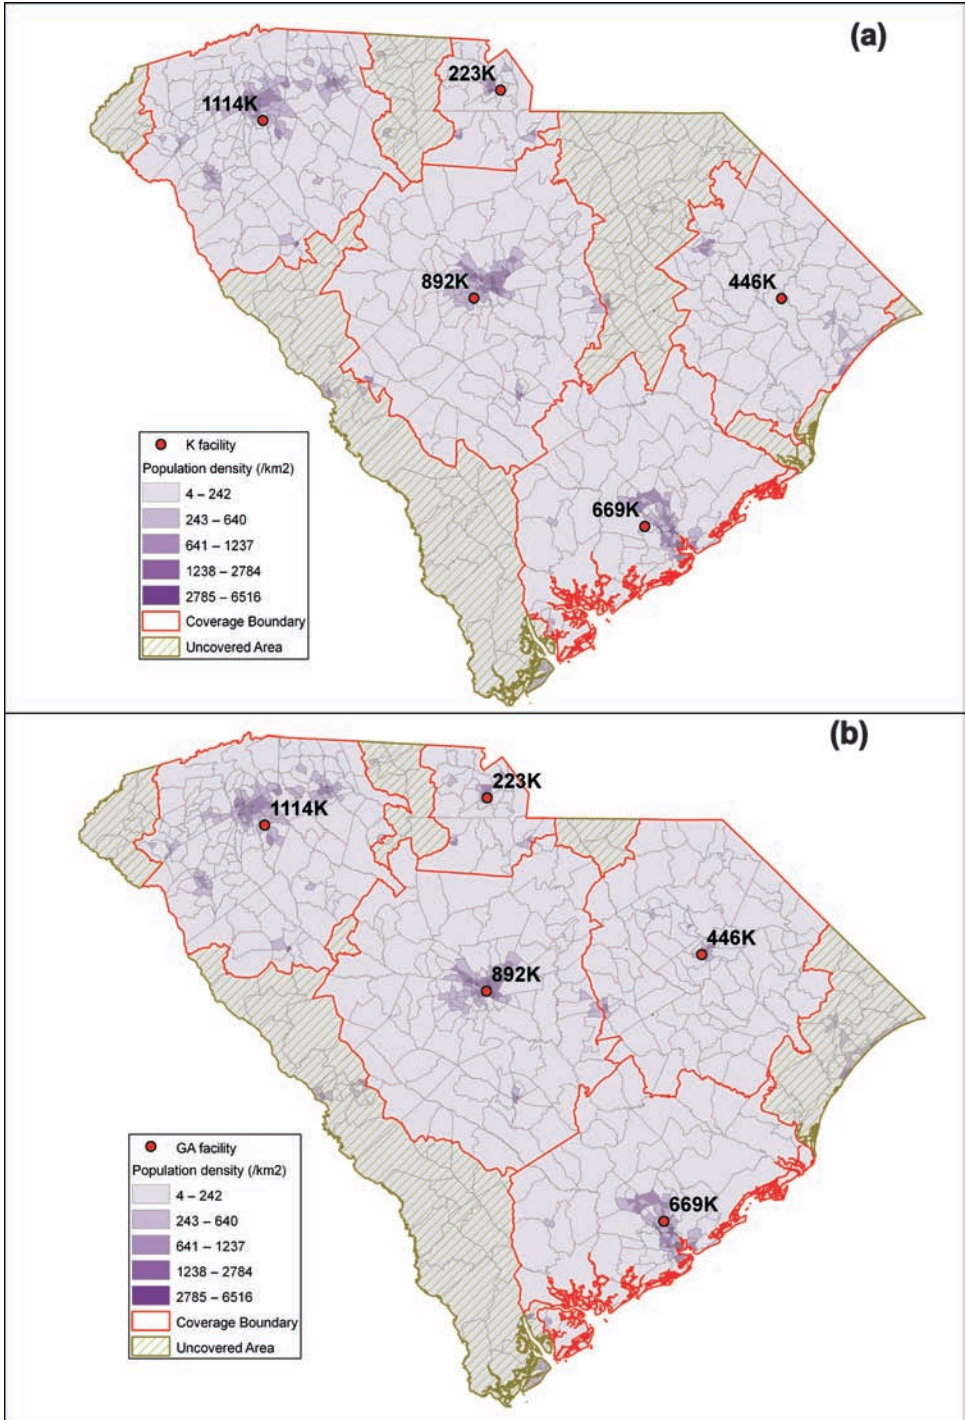 (a)
223K
1114K
892K
446K
669K
K facility
Population density (/km2)
4 – 242
243 – 640
641 – 1237
1238 – 2784
2785 – 6516
Coverage Boundary
Uncovered Area
(b)
223K
1114K
446K
892K
669K
GA facility
Population density (/km2)
4 – 242
243 – 640
641 – 1237
1238 – 2784
2785 – 6516
Coverage Boundary
Uncovered Area